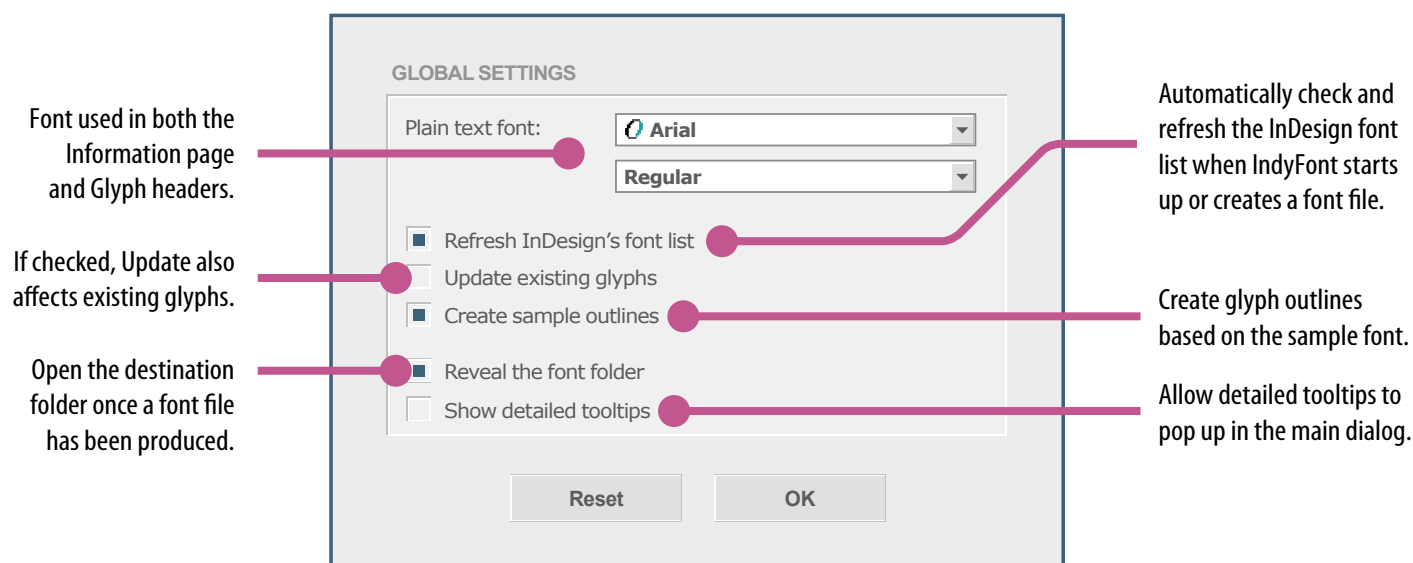 GLOBAL SETTINGS
Font used in both the
Information page
and Glyph headers.
Plain text font:
Arial
Regular
Automatically check and
refresh the InDesign font
list when IndyFont starts
up or creates a font file.
If checked, Update also
affects existing glyphs.
Refresh InDesign’s font list
Update existing glyphs
Create sample outlines
Create glyph outlines
based on the sample font.
Open the destination
folder once a font file
has been produced.
Reveal the font folder
Show detailed tooltips
Allow detailed tooltips to
pop up in the main dialog.
Reset
OK